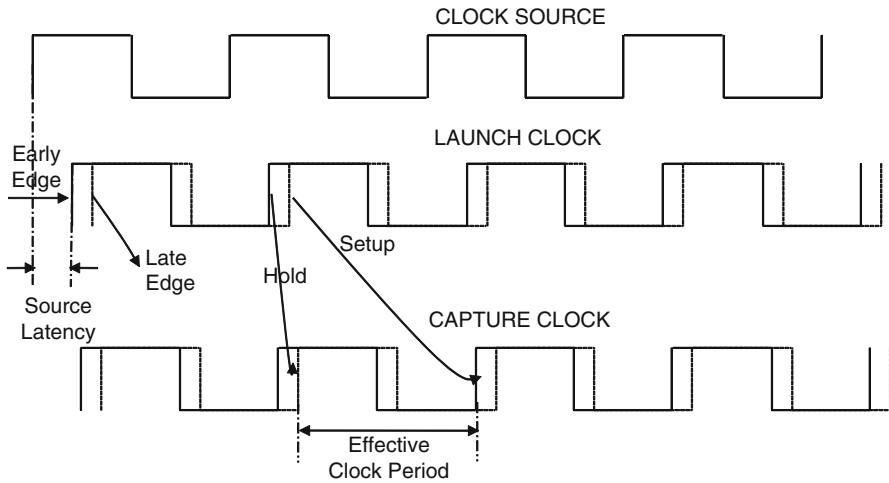 CLOCK SOURCE
LAUNCH CLOCK
Early
Edge
Late
Edge
Setup
Hold
Source
Latency
CAPTURE CLOCK
Effective
Clock Period